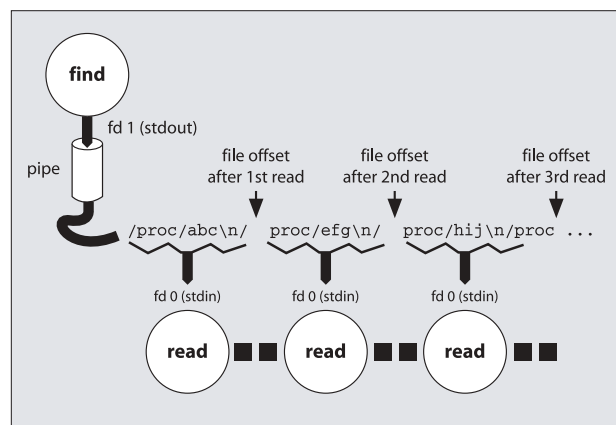 find
fd 1 (stdout)
pipe
file offset
after 1st read
file offset
after 2nd read
file offset
after 3rd read
/proc/abc\n/ proc/efg\n/ proc/hij\n/proc ...
fd 0 (stdin) fd 0 (stdin) fd 0 (stdin)
read read read